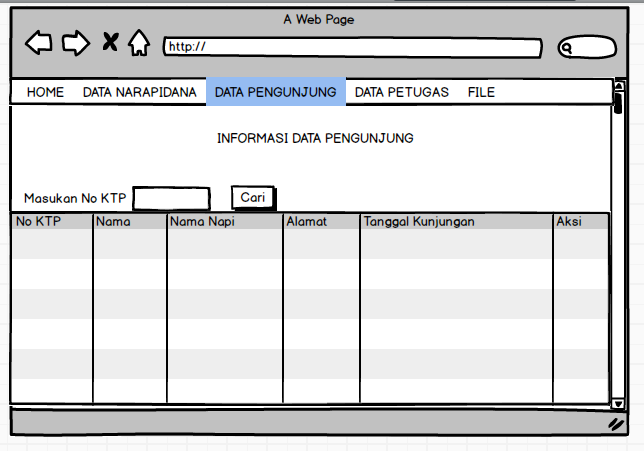 A Web Page
http://
HOME DATA NARAPIDANA DATA PENGUNJUNG DATA PETUGAS FILE
INFORMASI DATA PENGUNJUNG
Masukan No KTP Cari
No KTP Nama Nama Napi Alamat Tanggal Kunjungan Aksi